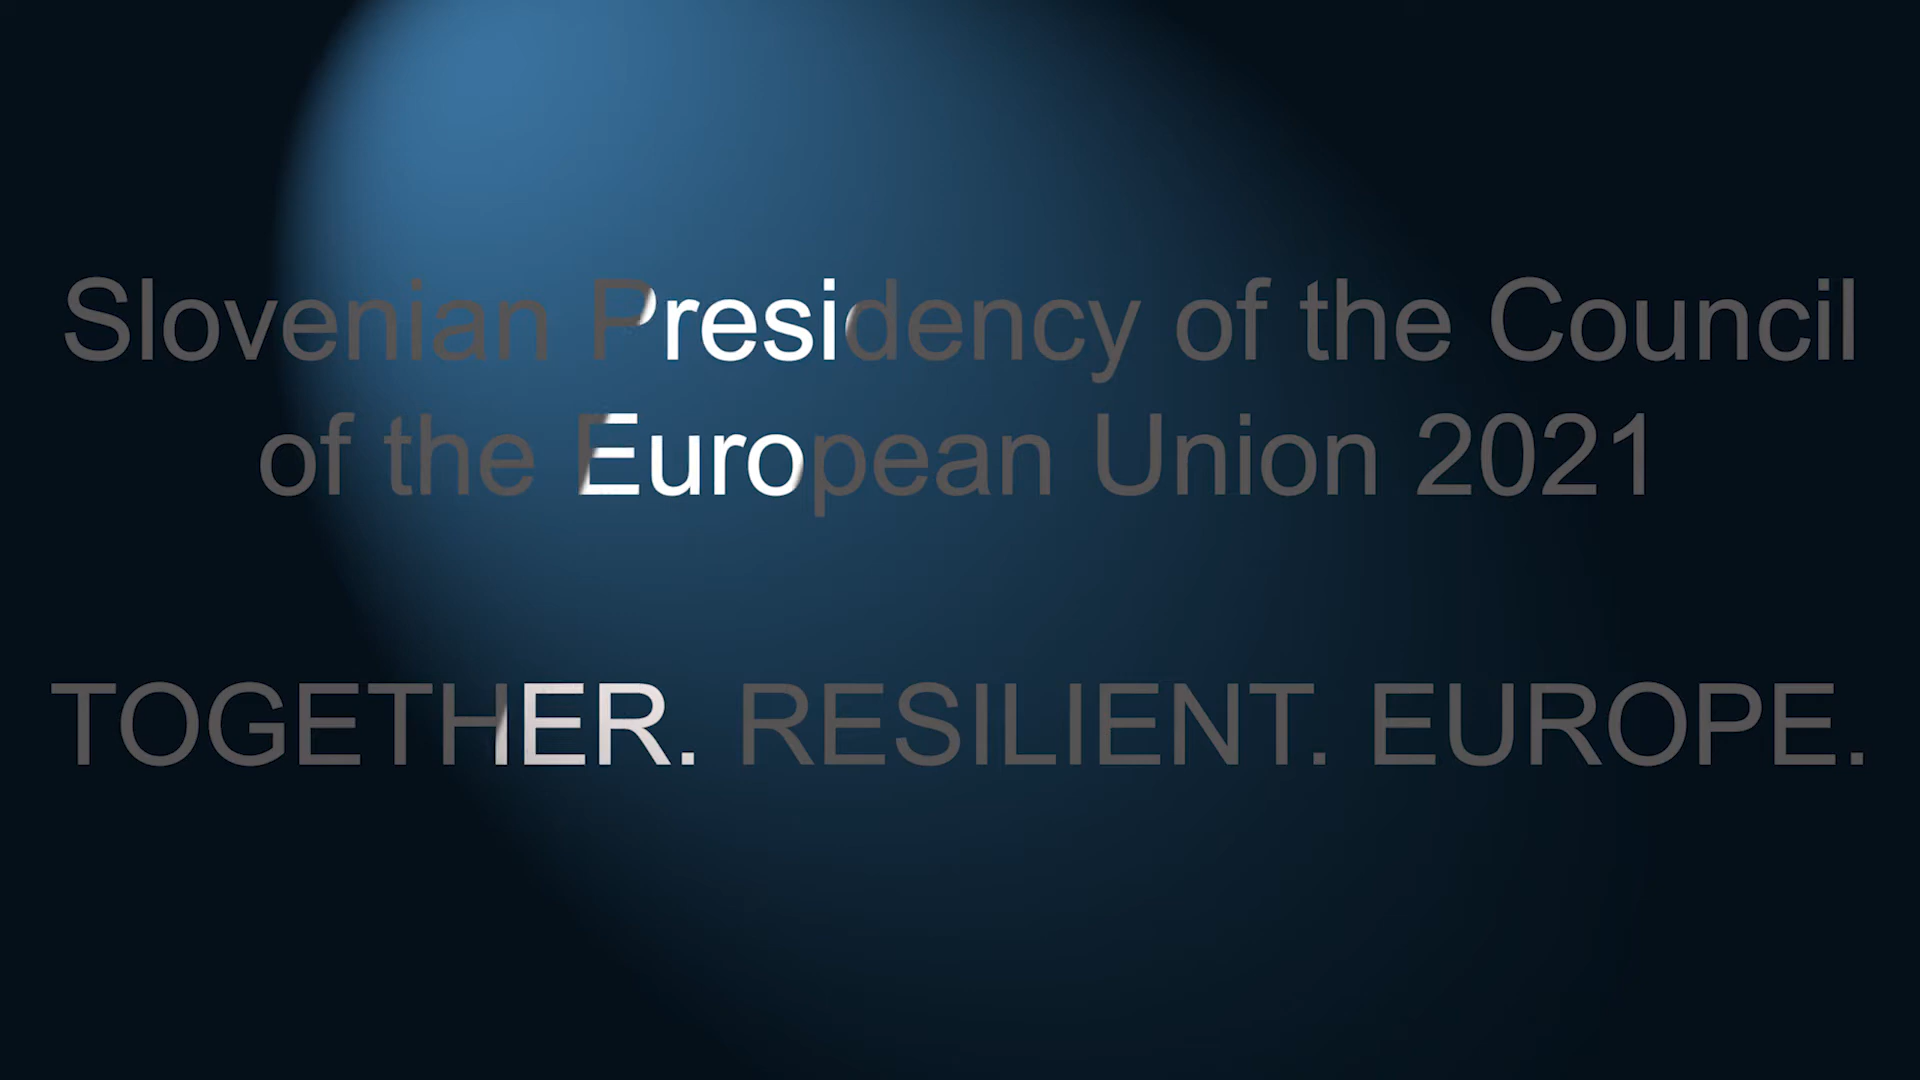 Slovenian Presidency of the Council
of the European Union 2021
TOGETHER. RESILIENT. EUROPE.